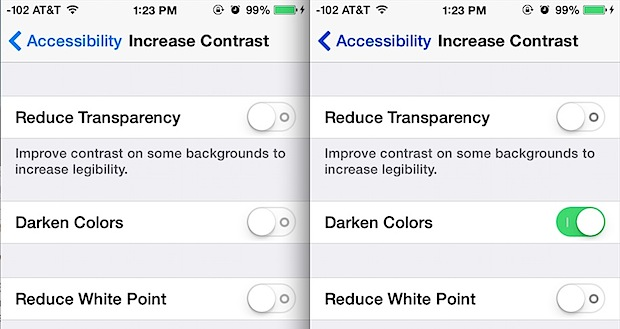 -102 AT&T 1:23 PM 99%
Accessibility Increase Contrast
Reduce Transparency
Improve contrast on some backgrounds to
increase legibility.
Darken Colors
Reduce White Point
-102 AT&T 1:23 PM 99%
Accessibility Increase Contrast
Reduce Transparency
Improve contrast on some backgrounds to
increase legibility.
Darken Colors
Reduce White Point